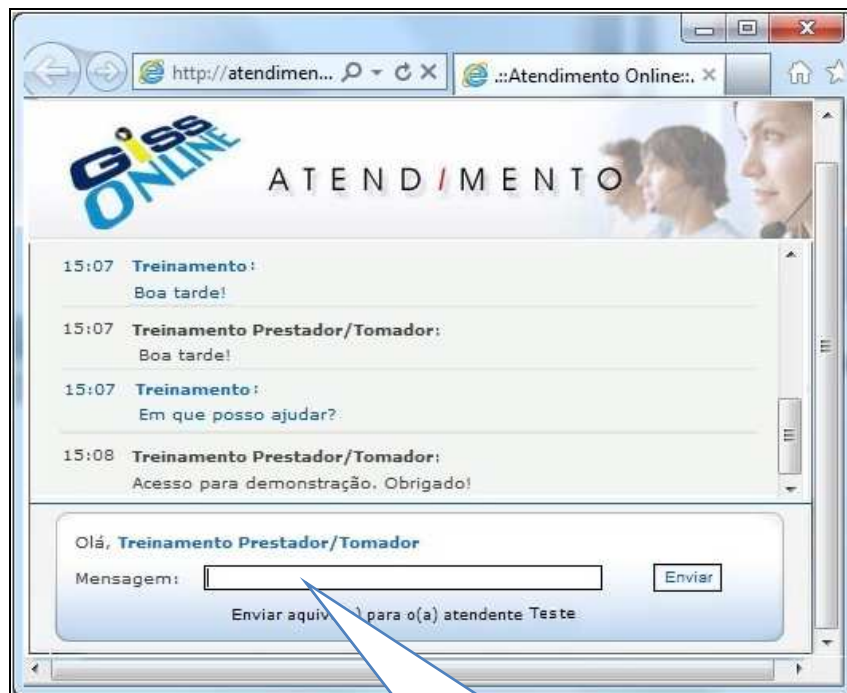 http://atendimen...
.::Atendimento Online::.
GISS
ONLINE
ATENDIMENTO
15:07 Treinamento:
Boa tarde!
15:07 Treinamento Prestador/Tomador:
Boa tarde!
15:07 Treinamento:
Em que posso ajudar?
15:08 Treinamento Prestador/Tomador:
Acesso para demonstração. Obrigado!
Olá, Treinamento Prestador/Tomador
Mensagem:
Enviar
Enviar para o(a) atendente Teste